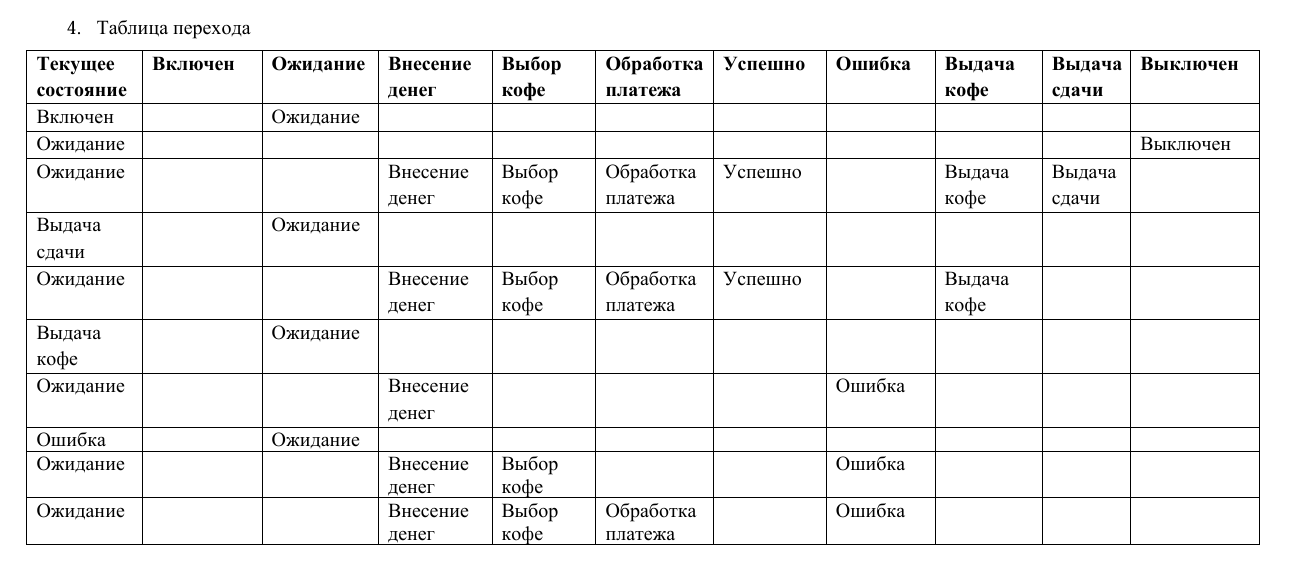 4. Таблица перехода
Текущее Включен Ожидание Внесение Выбор Обработка Успешно Ошибка Выдача Выдача Выключен
состояние денег кофе платежа кофе сдачи
Включен Ожидание
Ожидание Выключен
Ожидание Внесение Выбор Обработка Успешно Выдача Выдача
денег кофе платежа кофе сдачи
Выдача Ожидание
сдачи
Ожидание Внесение Выбор Обработка Успешно Выдача
денег кофе платежа кофе
Выдача Ожидание
кофе
Ожидание Внесение Ошибка
денег
Ошибка Ожидание
Ожидание Внесение Выбор Ошибка
денег кофе
Ожидание Внесение Выбор Обработка Ошибка
денег кофе платежа